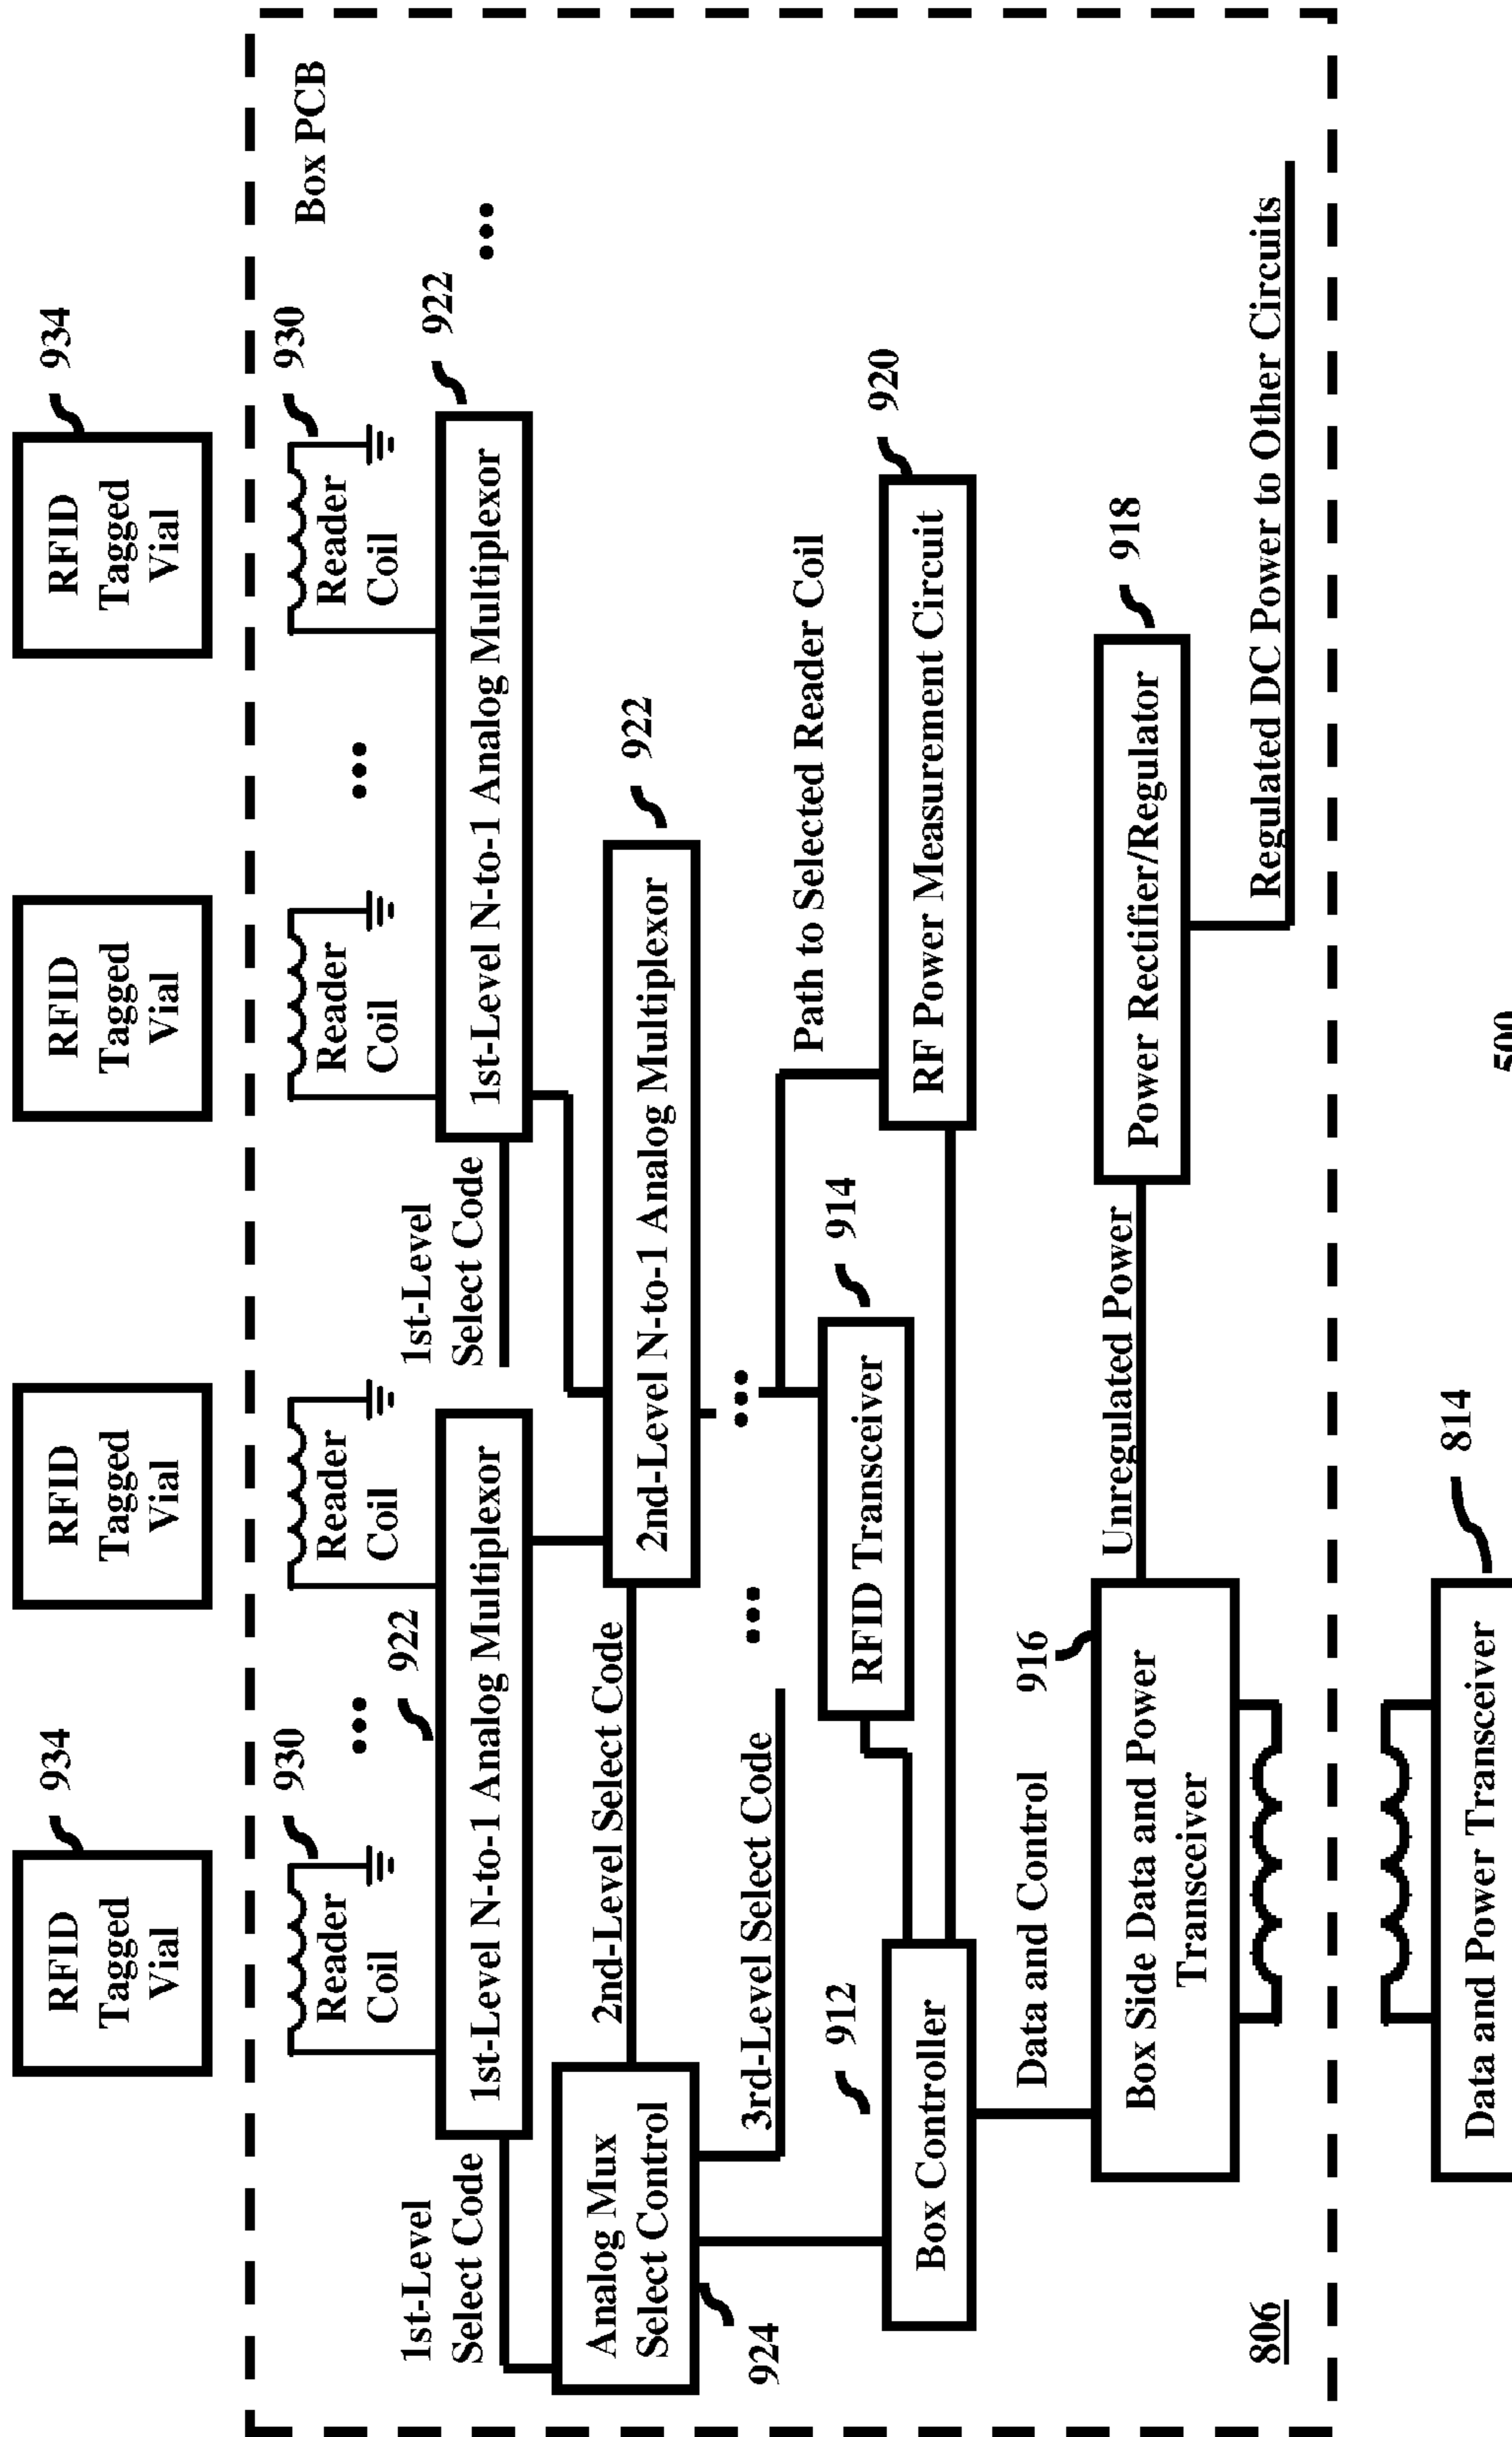 934
934
RFID
Tagged
Vial
RFID
Tagged
Vial
RFID
Tagged
Vial
RFID
Tagged
Vial
Box PCB
930
930
Reader
Coil
Reader
Coil
Reader
Coil
Reader
Coil
...
...
922
922
...
1st-Level
Select Code
1st-Level N-to-1 Analog Multiplexor
1st-Level
Select Code
1st-Level N-to-1 Analog Multiplexor
922
Analog Mux
Select Control
2nd-Level Select Code
2nd-Level N-to-1 Analog Multiplexor
924
3rd-Level Select Code
...
...
Path to Selected Reader Coil
912
914
920
RFID Transceiver
Box Controller
RF Power Measurement Circuit
Data and Control
916
918
Unregulated Power
Box Side Data and Power
Transceiver
Power Rectifier/Regulator
806
Regulated DC Power to Other Circuits
814
Data and Power Transceiver
500